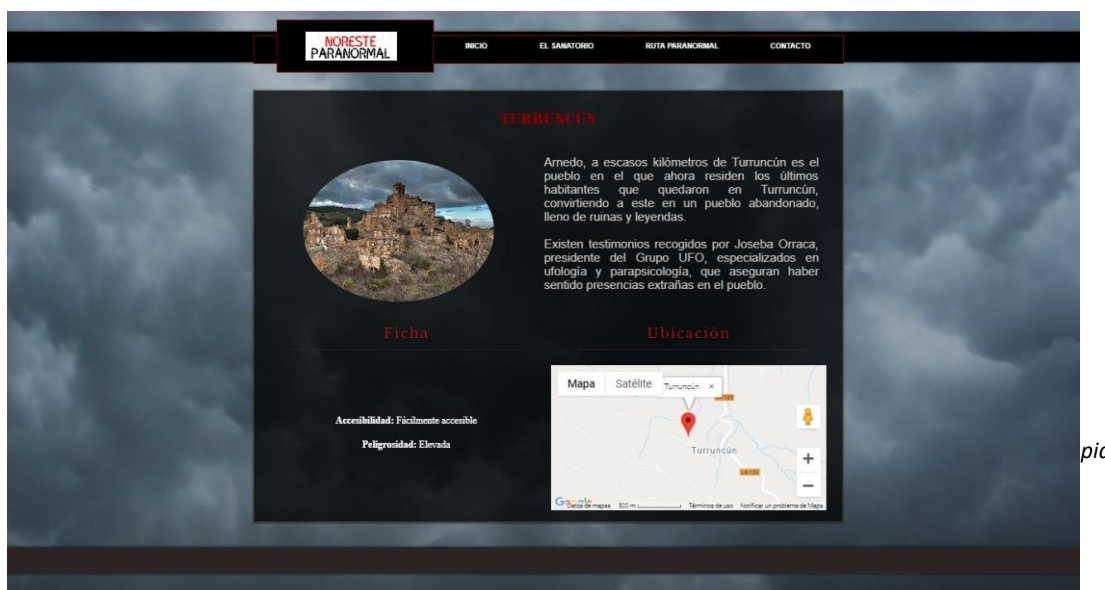 NORESTE
PARANORMAL
INICIO
EL SANATORIO
RUTA PARANORMAL
CONTACTO
TURRUNCÚN
Arnedo, a escasos kilómetros de Turruncún es el
pueblo en el que ahora residen los últimos
habitantes que quedaron en Turruncún,
convirtiendo a este en un pueblo abandonado,
lleno de ruinas y leyendas.
Existen testimonios recogidos por Joseba Orraca,
presidente del Grupo UFO, especializados en
ufología y parapsicología, que aseguran haber
sentido presencias extrañas en el pueblo.
Ficha
Accesibilidad: Fácilmente accesible
Peligrosidad: Elevada
Ubicación
Mapa
Satélite
Turruncún
×
LR123
Turruncún
LR123
+
−
Google
Datos de mapas
500 m
Términos de uso
Notificar un problema de Maps